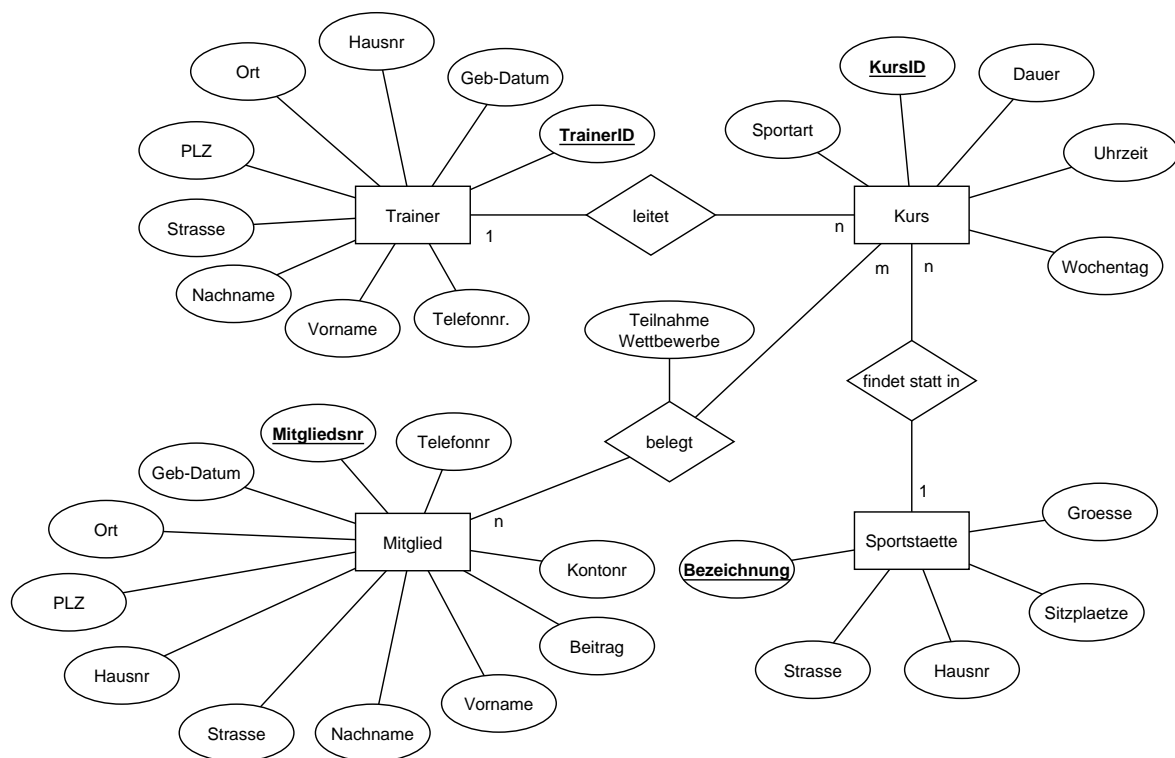 Hausnr
Ort
Geb-Datum
KursID
Dauer
TrainerID
Sportart
PLZ
Uhrzeit
Trainer
leitet
Kurs
Strasse
1
n
Wochentag
m
n
Nachname
Vorname
Telefonnr.
Teilnahme
Wettbewerbe
findet statt in
Mitgliedsnr
Telefonnr
belegt
Geb-Datum
1
Groesse
Ort
n
Mitglied
Sportstaette
Kontonr
Bezeichnung
PLZ
Sitzplaetze
Beitrag
Hausnr
Strasse
Hausnr
Vorname
Strasse
Nachname